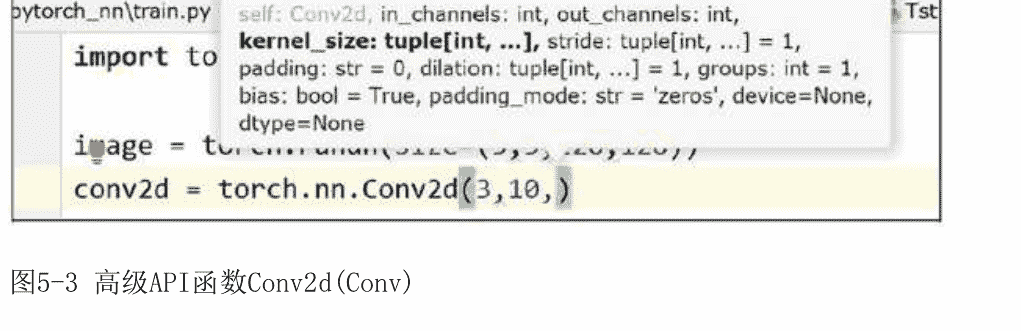 pytorch_nn\train.py
self: Conv2d, in_channels: int, out_channels: int,
Tst
import to
kernel_size: tuple[int, ...], stride: tuple[int, ...] = 1,
padding: str = 0, dilation: tuple[int, ...] = 1, groups: int = 1,
bias: bool = True, padding_mode: str = 'zeros', device=None,
dtype=None
image =
conv2d = torch.nn.Conv2d(3,10,)
图5-3 高级API函数Conv2d(Conv)